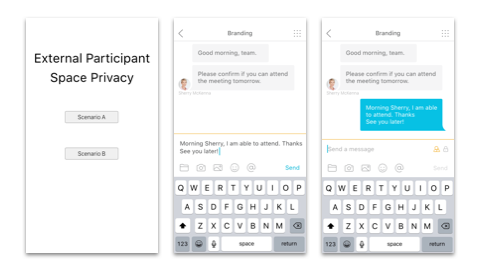 External Participant
Space Privacy
Scenario A
Scenario B
Branding
Good morning, team.
Please confirm if you can attend
the meeting tomorrow.
Sherry McKenna
Morning Sherry, I am able to attend. Thanks
See you later!
Send
Q W E R T Y U I O P
A S D F G H J K L
Z X C V B N M
123 space return
Branding
Good morning, team.
Please confirm if you can attend
the meeting tomorrow.
Sherry McKenna
Morning Sherry, I am able
to attend. Thanks
See you later!
Send a message
Send
Q W E R T Y U I O P
A S D F G H J K L
Z X C V B N M
123 space return